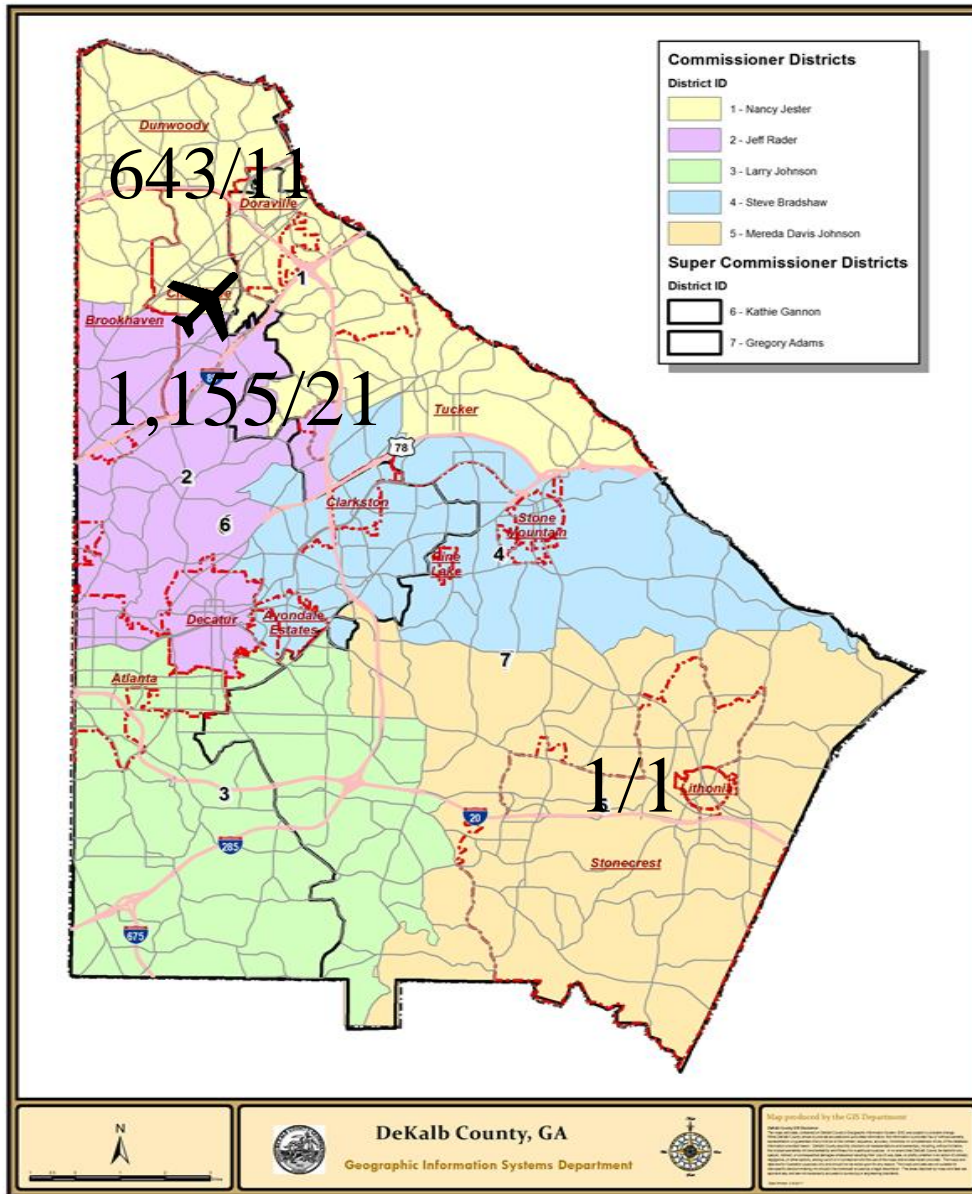 Commissioner Districts
District ID
1 - Nancy Jester
2 - Jeff Rader
3 - Larry Johnson
4 - Steve Bradshaw
5 - Mereda Davis Johnson
Super Commissioner Districts
District ID
6 - Kathie Gannon
7 - Gregory Adams
Dunwoody
643/11
Doraville
1
Brookhaven
1,155/21
Tucker
78
2
Clarkston
Stone
Mountain
6
4
Pine
Lake
Decatur
Avondale
Estates
7
Atlanta
1/1
3
20
285
Stonecrest
675
N
DeKalb County, GA
Geographic Information Systems Department
Map produced by the GIS Department